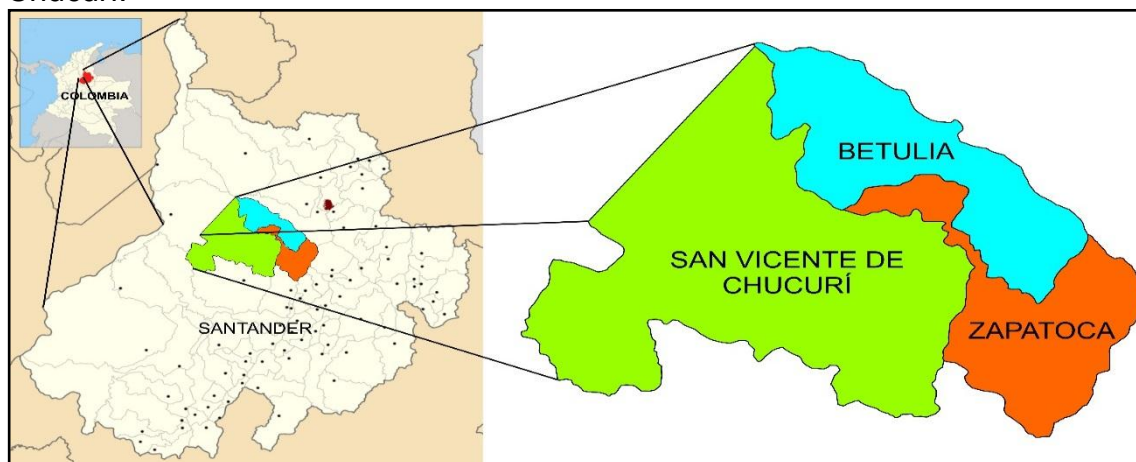 Chucurí
COLOMBIA
SANTANDER
BETULIA
SAN VICENTE DE
CHUCURÍ
ZAPATOCA